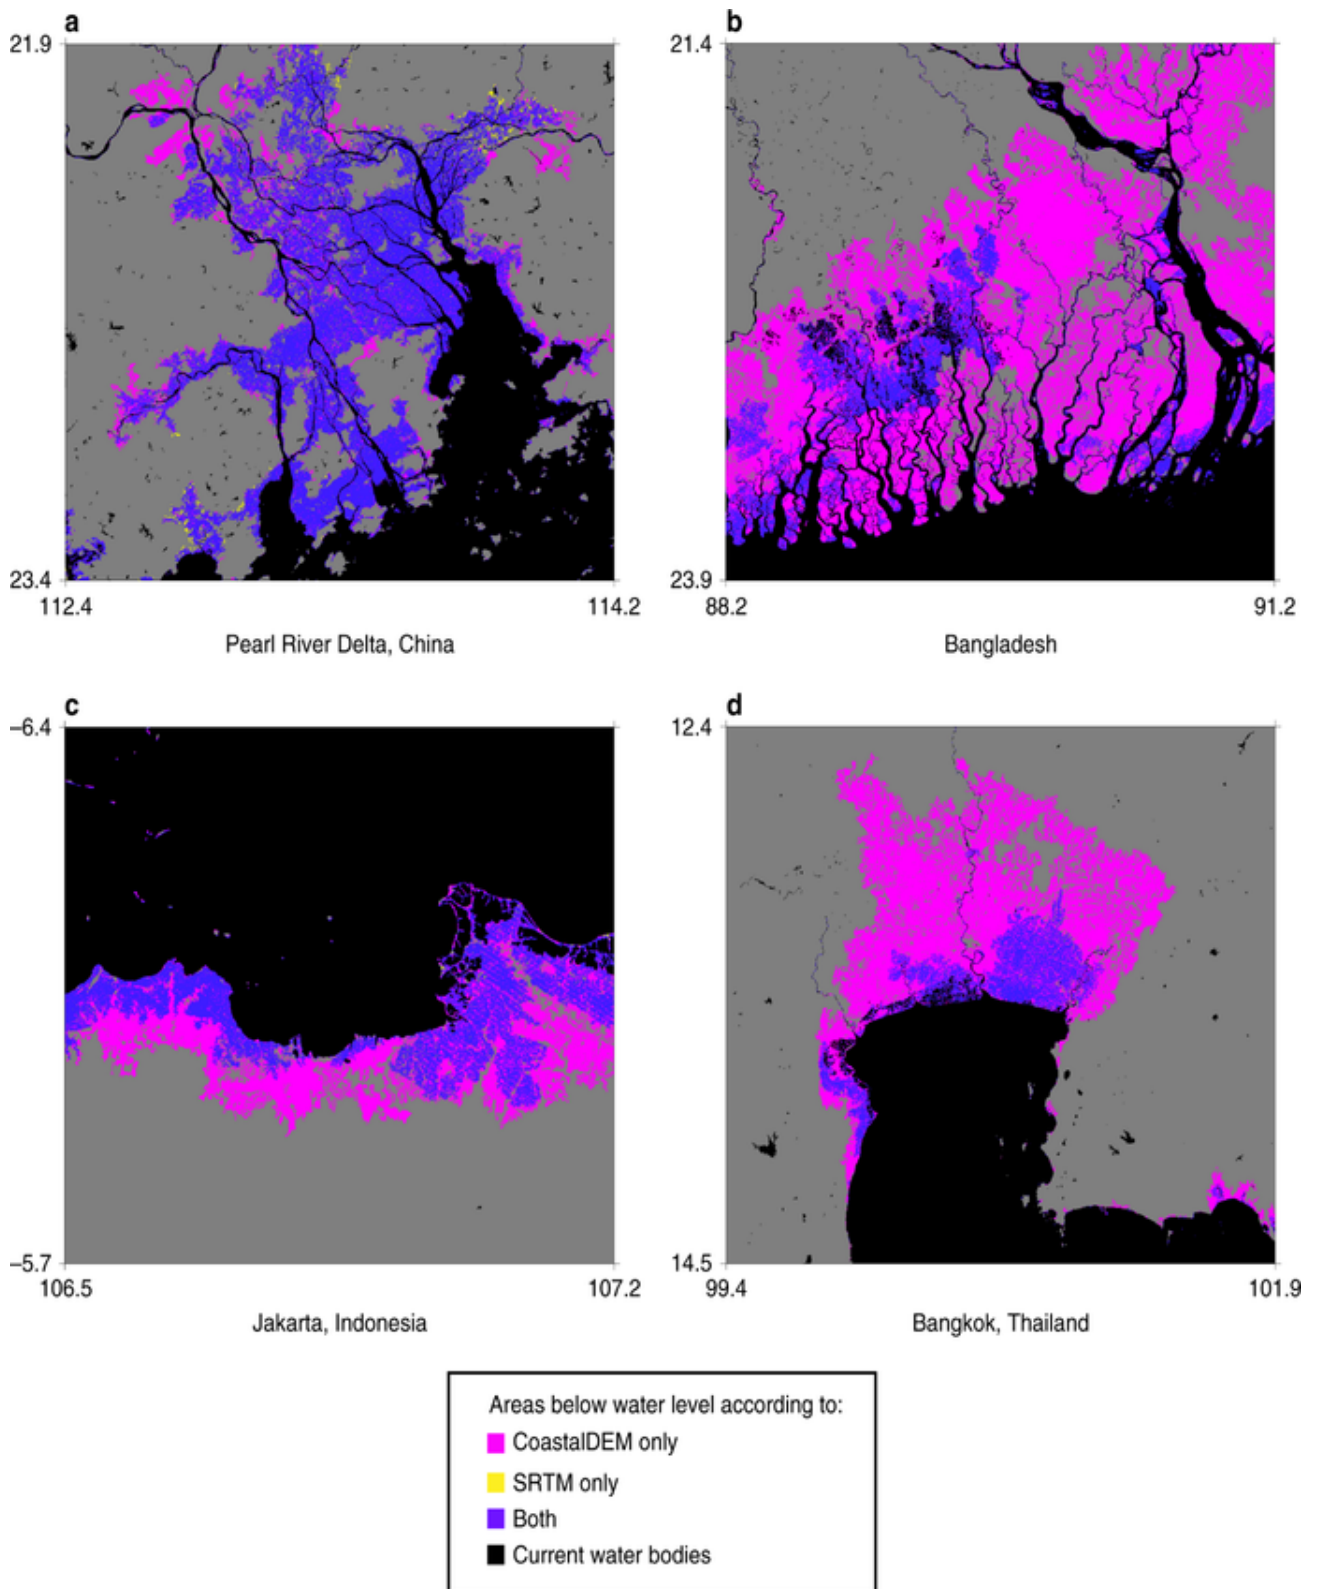 a
b
21.9
21.4
23.4
23.9
112.4
114.2
88.2
91.2
Pearl River Delta, China
Bangladesh
c
d
–6.4
12.4
–5.7
14.5
106.5
107.2
99.4
101.9
Jakarta, Indonesia
Bangkok, Thailand
Areas below water level according to:
CoastalDEM only
SRTM only
Both
Current water bodies